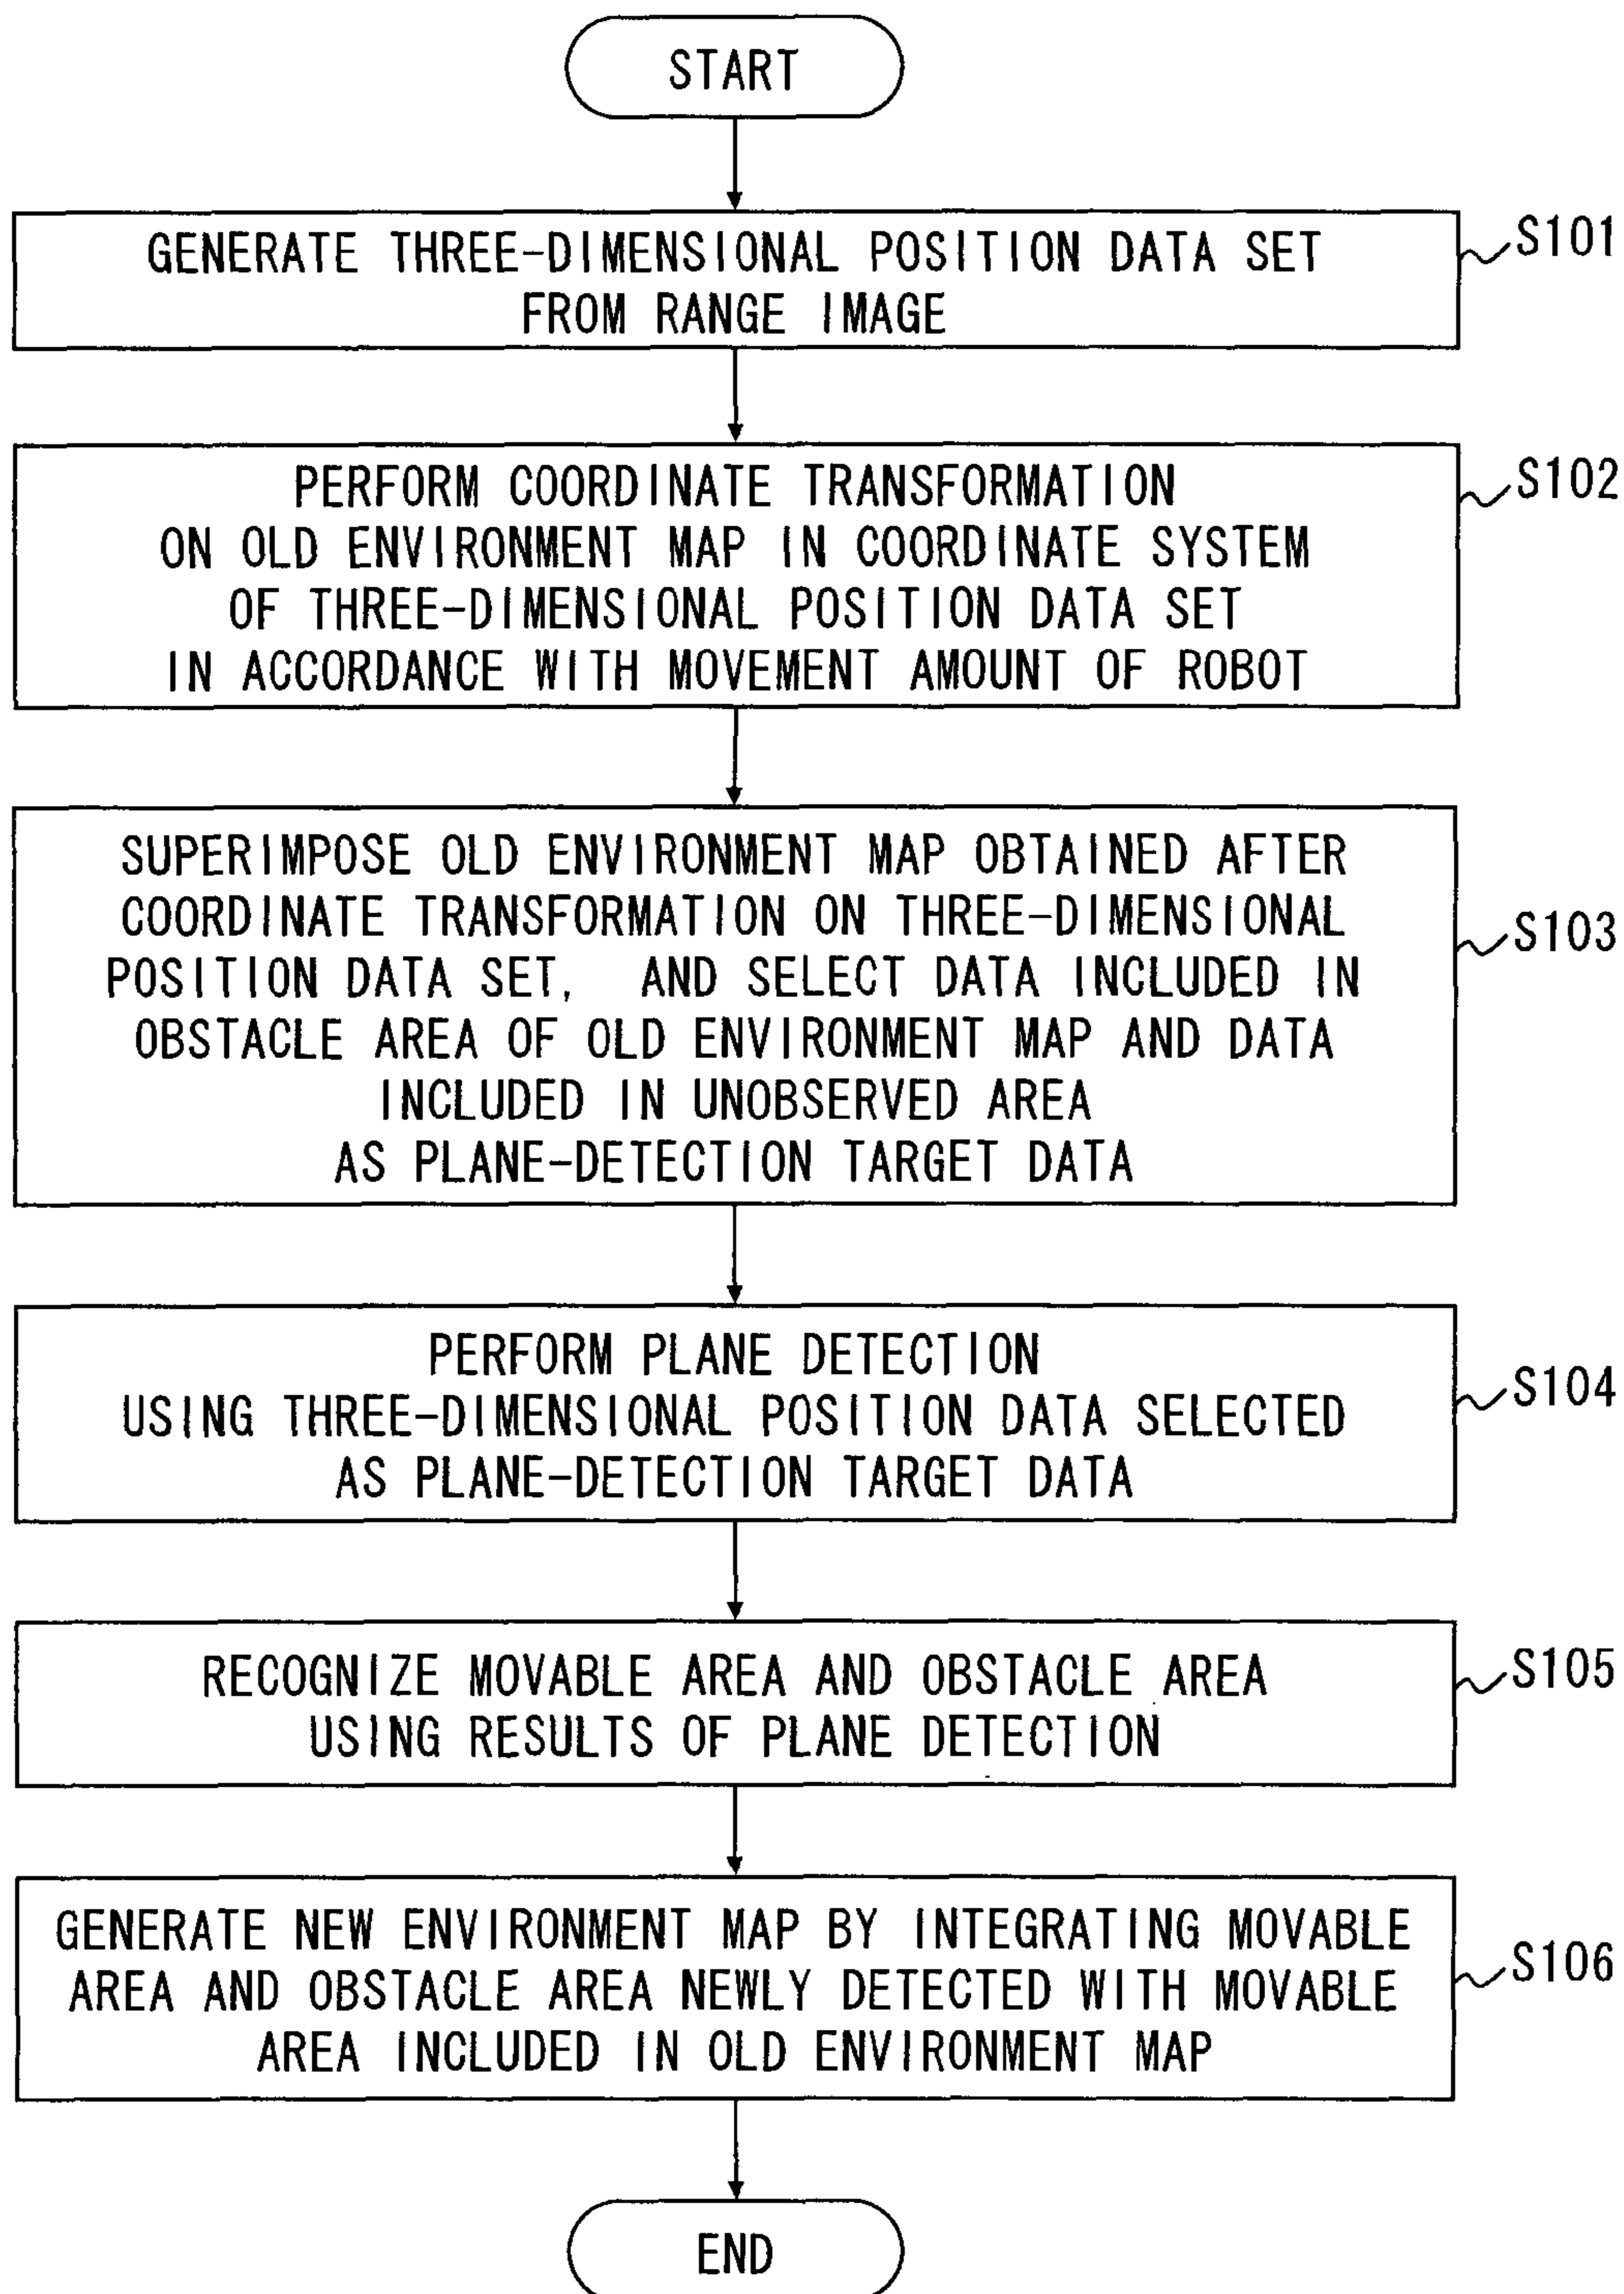 START
GENERATE THREE-DIMENSIONAL POSITION DATA SET
FROM RANGE IMAGE
S101
PERFORM COORDINATE TRANSFORMATION
ON OLD ENVIRONMENT MAP IN COORDINATE SYSTEM
OF THREE-DIMENSIONAL POSITION DATA SET
IN ACCORDANCE WITH MOVEMENT AMOUNT OF ROBOT
S102
SUPERIMPOSE OLD ENVIRONMENT MAP OBTAINED AFTER
COORDINATE TRANSFORMATION ON THREE-DIMENSIONAL
POSITION DATA SET, AND SELECT DATA INCLUDED IN
OBSTACLE AREA OF OLD ENVIRONMENT MAP AND DATA
INCLUDED IN UNOBSERVED AREA
AS PLANE-DETECTION TARGET DATA
S103
PERFORM PLANE DETECTION
USING THREE-DIMENSIONAL POSITION DATA SELECTED
AS PLANE-DETECTION TARGET DATA
S104
RECOGNIZE MOVABLE AREA AND OBSTACLE AREA
USING RESULTS OF PLANE DETECTION
S105
GENERATE NEW ENVIRONMENT MAP BY INTEGRATING MOVABLE
AREA AND OBSTACLE AREA NEWLY DETECTED WITH MOVABLE
AREA INCLUDED IN OLD ENVIRONMENT MAP
S106
END